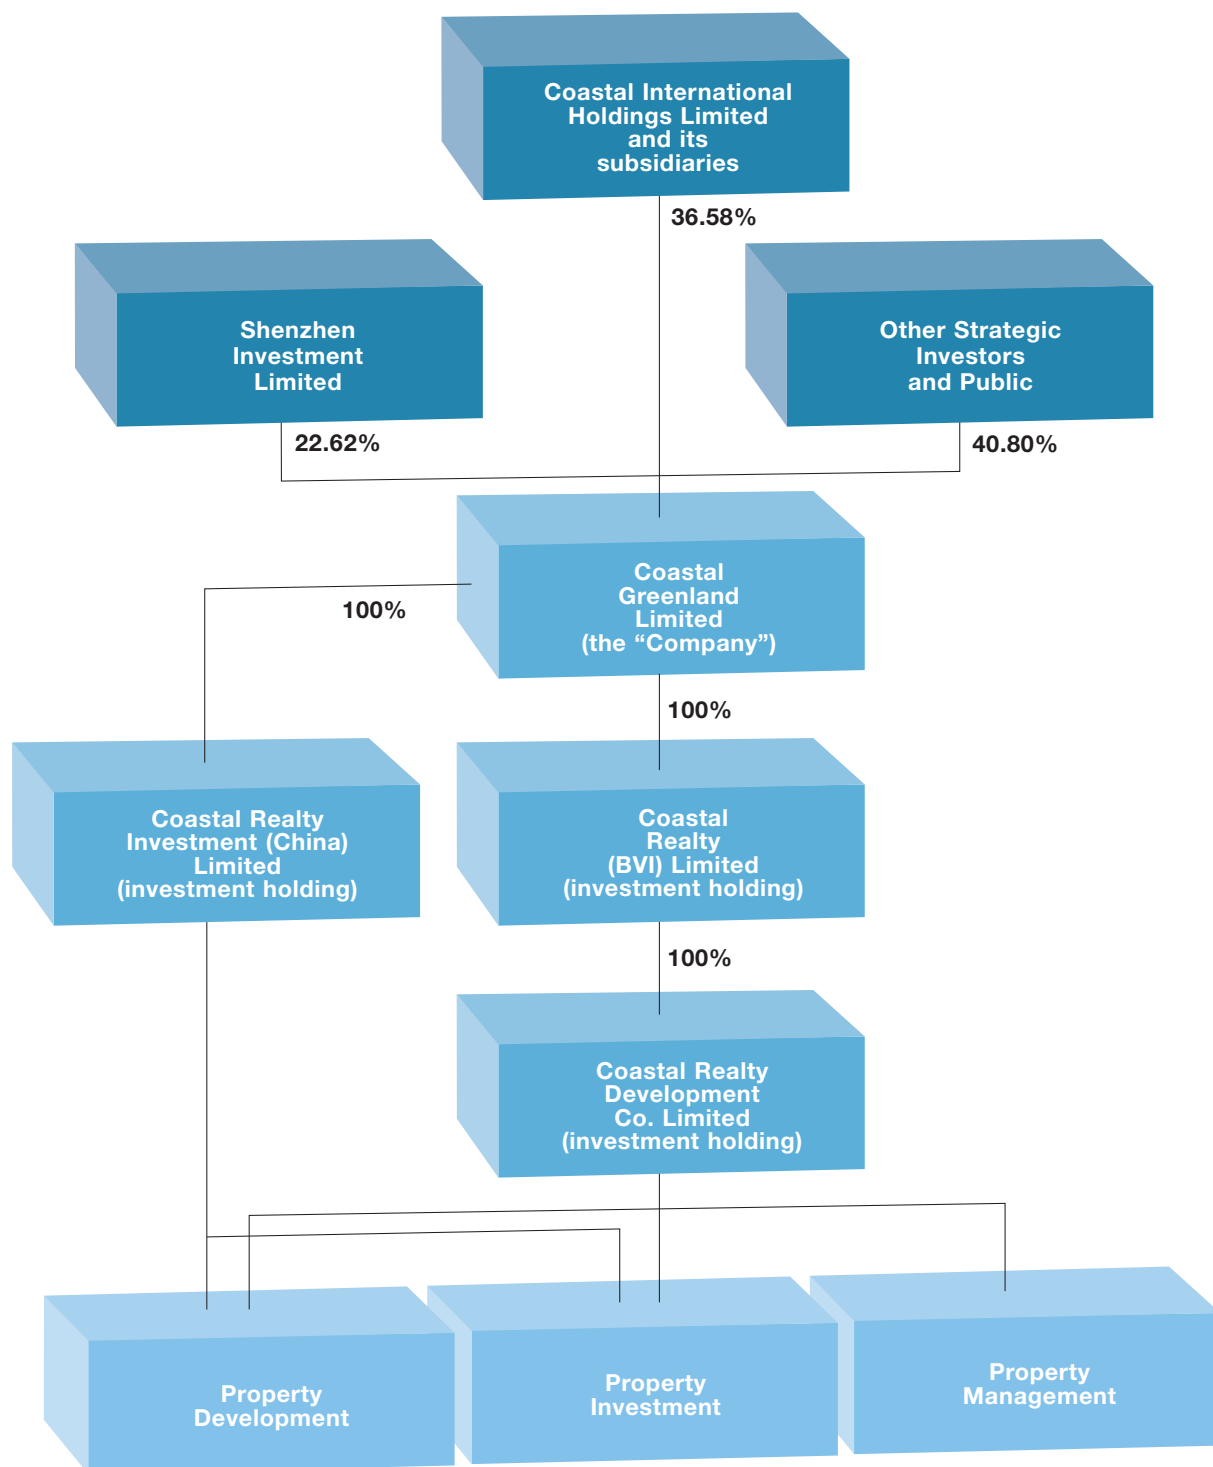 Coastal International
Holdings Limited
and its
subsidiaries
36.58%
Shenzhen
Investment
Limited
Other Strategic
Investors
and Public
22.62%
40.80%
Coastal
Greenland
Limited
(the “Company”)
100%
100%
Coastal Realty
Investment (China)
Limited
(investment holding)
Coastal
Realty
(BVI) Limited
(investment holding)
100%
Coastal Realty
Development
Co. Limited
(investment holding)
Property
Development
Property
Investment
Property
Management